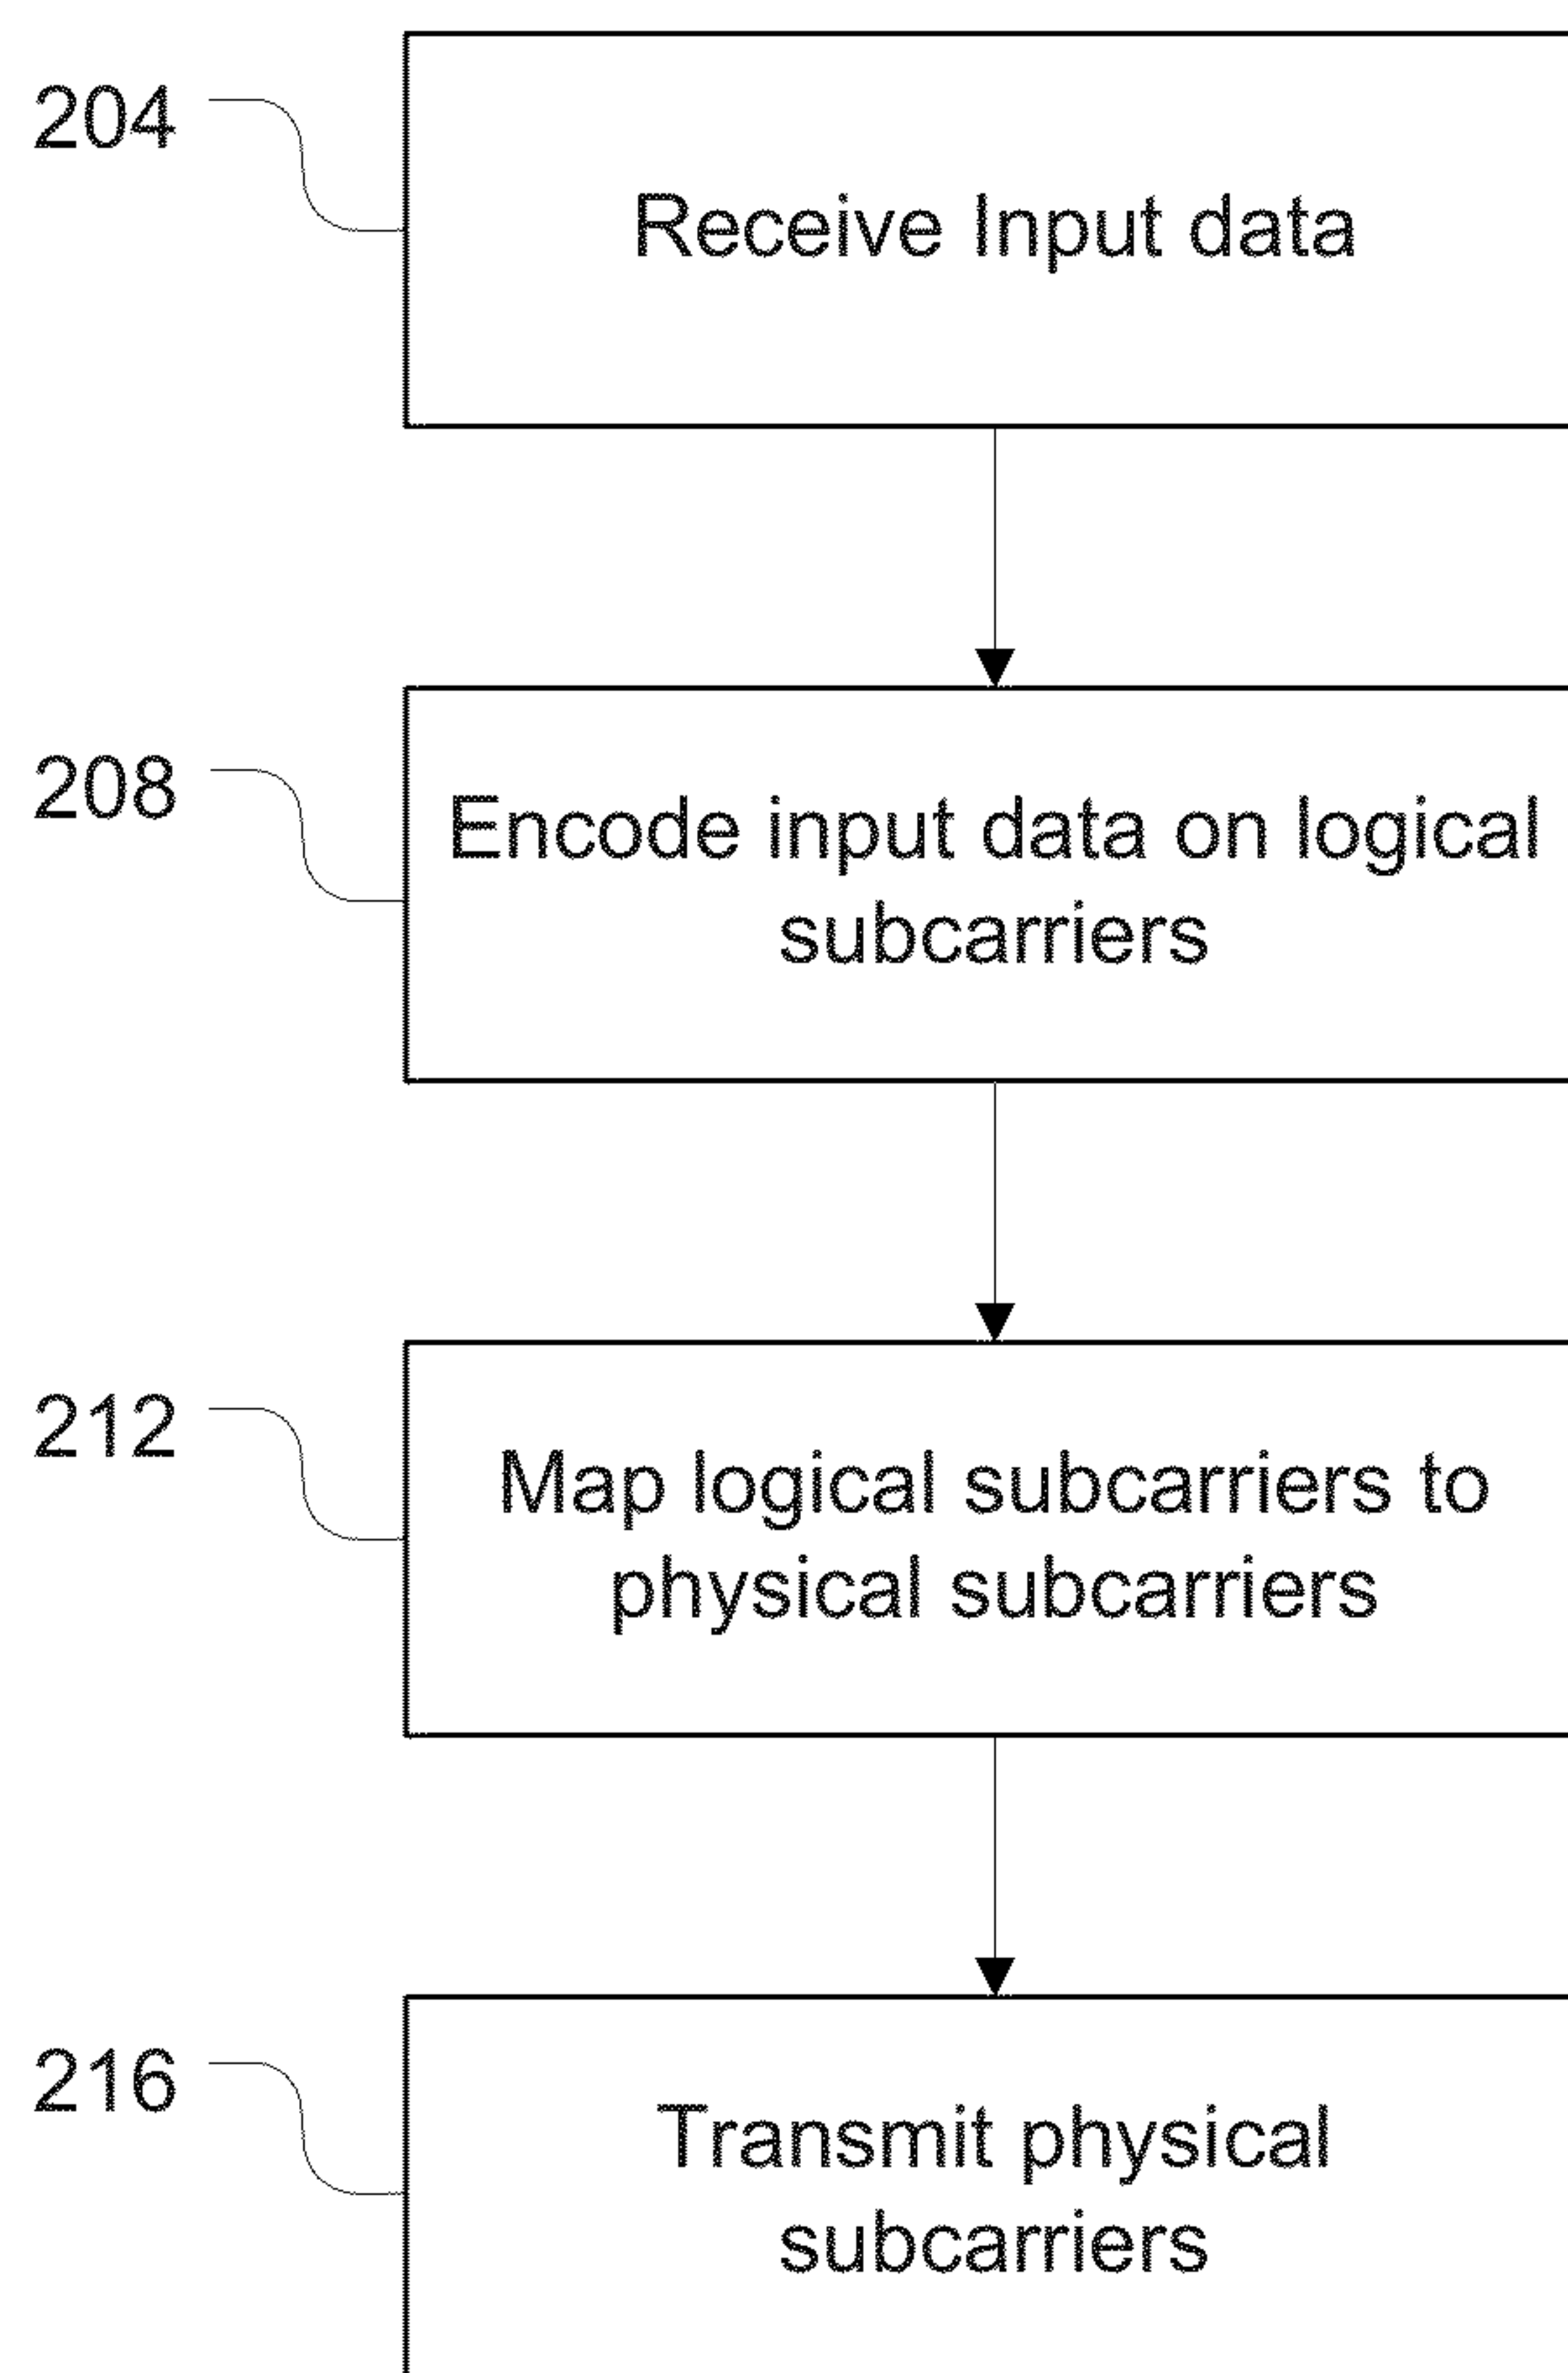 204
Receive Input data
208
Encode input data on logical
subcarriers
212
Map logical subcarriers to
physical subcarriers
216
Transmit physical
subcarriers